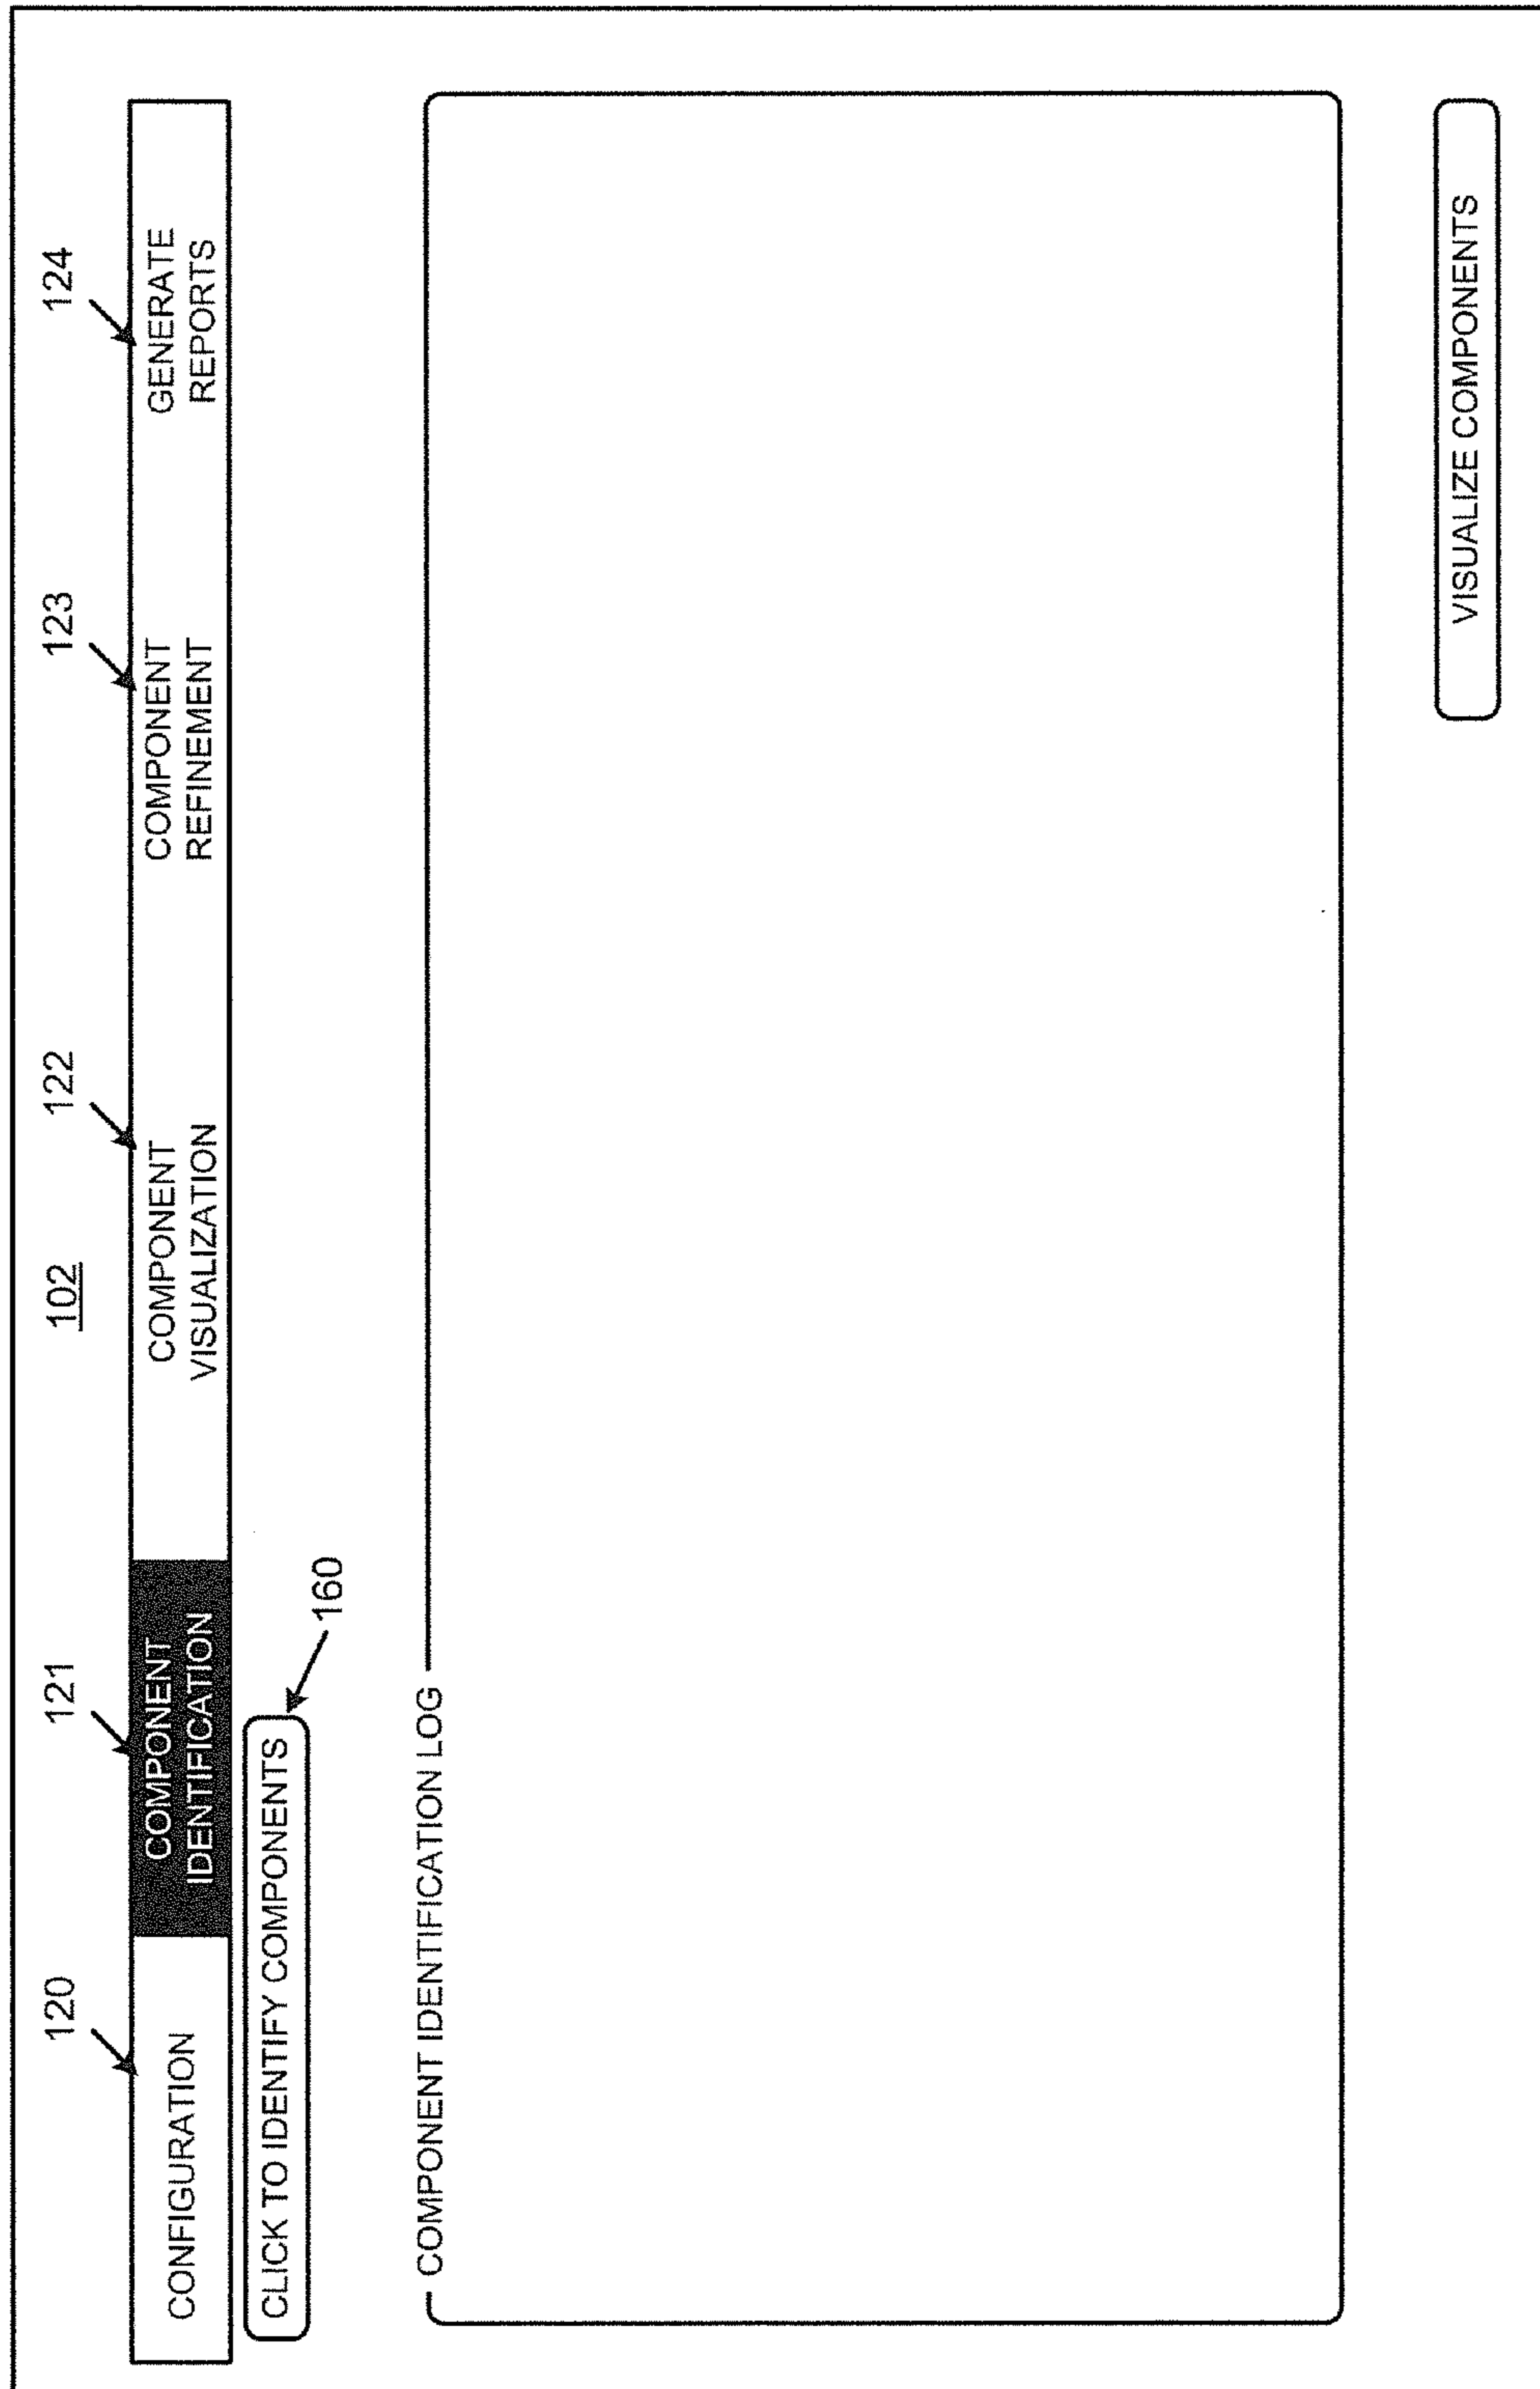 102
120
121
122
123
124
CONFIGURATION
COMPONENT
IDENTIFICATION
COMPONENT
VISUALIZATION
COMPONENT
REFINEMENT
GENERATE
REPORTS
CLICK TO IDENTIFY COMPONENTS
160
COMPONENT IDENTIFICATION LOG
VISUALIZE COMPONENTS